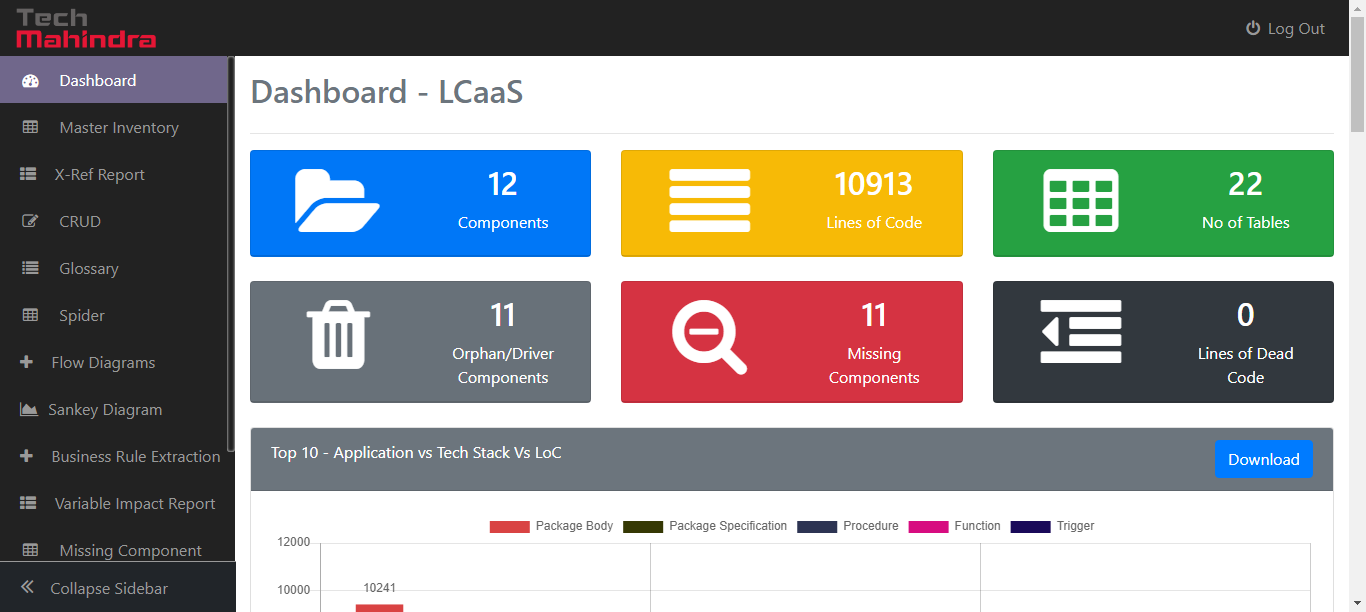 Tech
Mahindra
Log Out
Dashboard
Master Inventory
X-Ref Report
CRUD
Glossary
Spider
Flow Diagrams
Sankey Diagram
Business Rule Extraction
Variable Impact Report
Missing Component
Collapse Sidebar
Dashboard - LCaaS
12
Components
10913
Lines of Code
22
No of Tables
11
Orphan/Driver
Components
11
Missing
Components
0
Lines of Dead
Code
Top 10 - Application vs Tech Stack Vs LoC
Download
Package Body Package Specification Procedure Function Trigger
12000
10000
10241